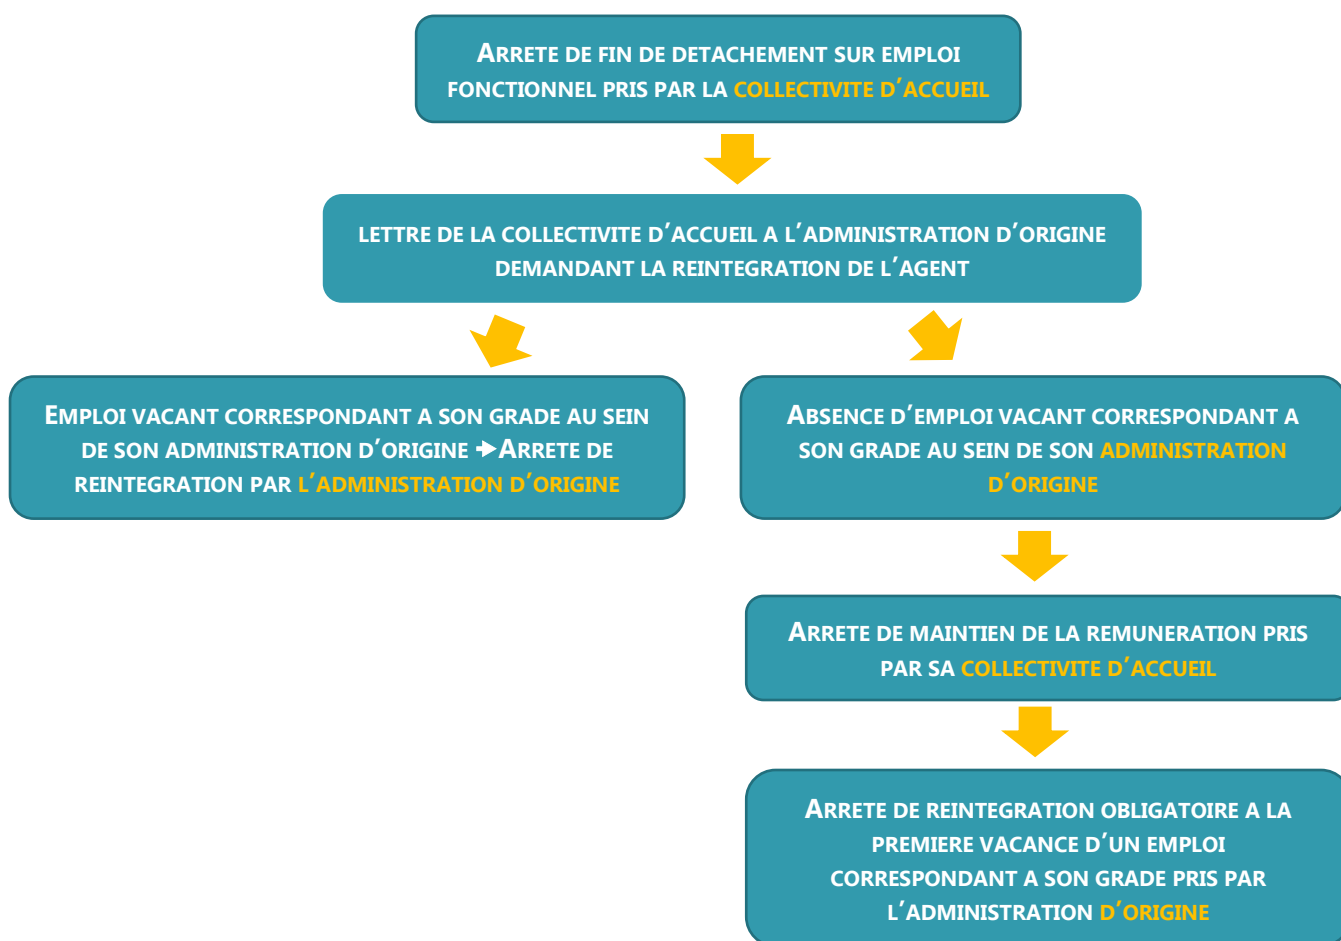 ARRETE DE FIN DE DETACHEMENT SUR EMPLOI
FONCTIONNEL PRIS PAR LA COLLECTIVITE D'ACCUEIL
LETTRE DE LA COLLECTIVITE D'ACCUEIL A L'ADMINISTRATION D'ORIGINE
DEMANDANT LA REINTEGRATION DE L'AGENT
EMPLOI VACANT CORRESPONDANT A SON GRADE AU SEIN
DE SON ADMINISTRATION D'ORIGINE → ARRETE DE
REINTEGRATION PAR L'ADMINISTRATION D'ORIGINE
ABSENCE D'EMPLOI VACANT CORRESPONDANT A
SON GRADE AU SEIN DE SON ADMINISTRATION
D'ORIGINE
ARRETE DE MAINTIEN DE LA REMUNERATION PRIS
PAR SA COLLECTIVITE D'ACCUEIL
ARRETE DE REINTEGRATION OBLIGATOIRE A LA
PREMIERE VACANCE D'UN EMPLOI
CORRESPONDANT A SON GRADE PRIS PAR
L'ADMINISTRATION D'ORIGINE